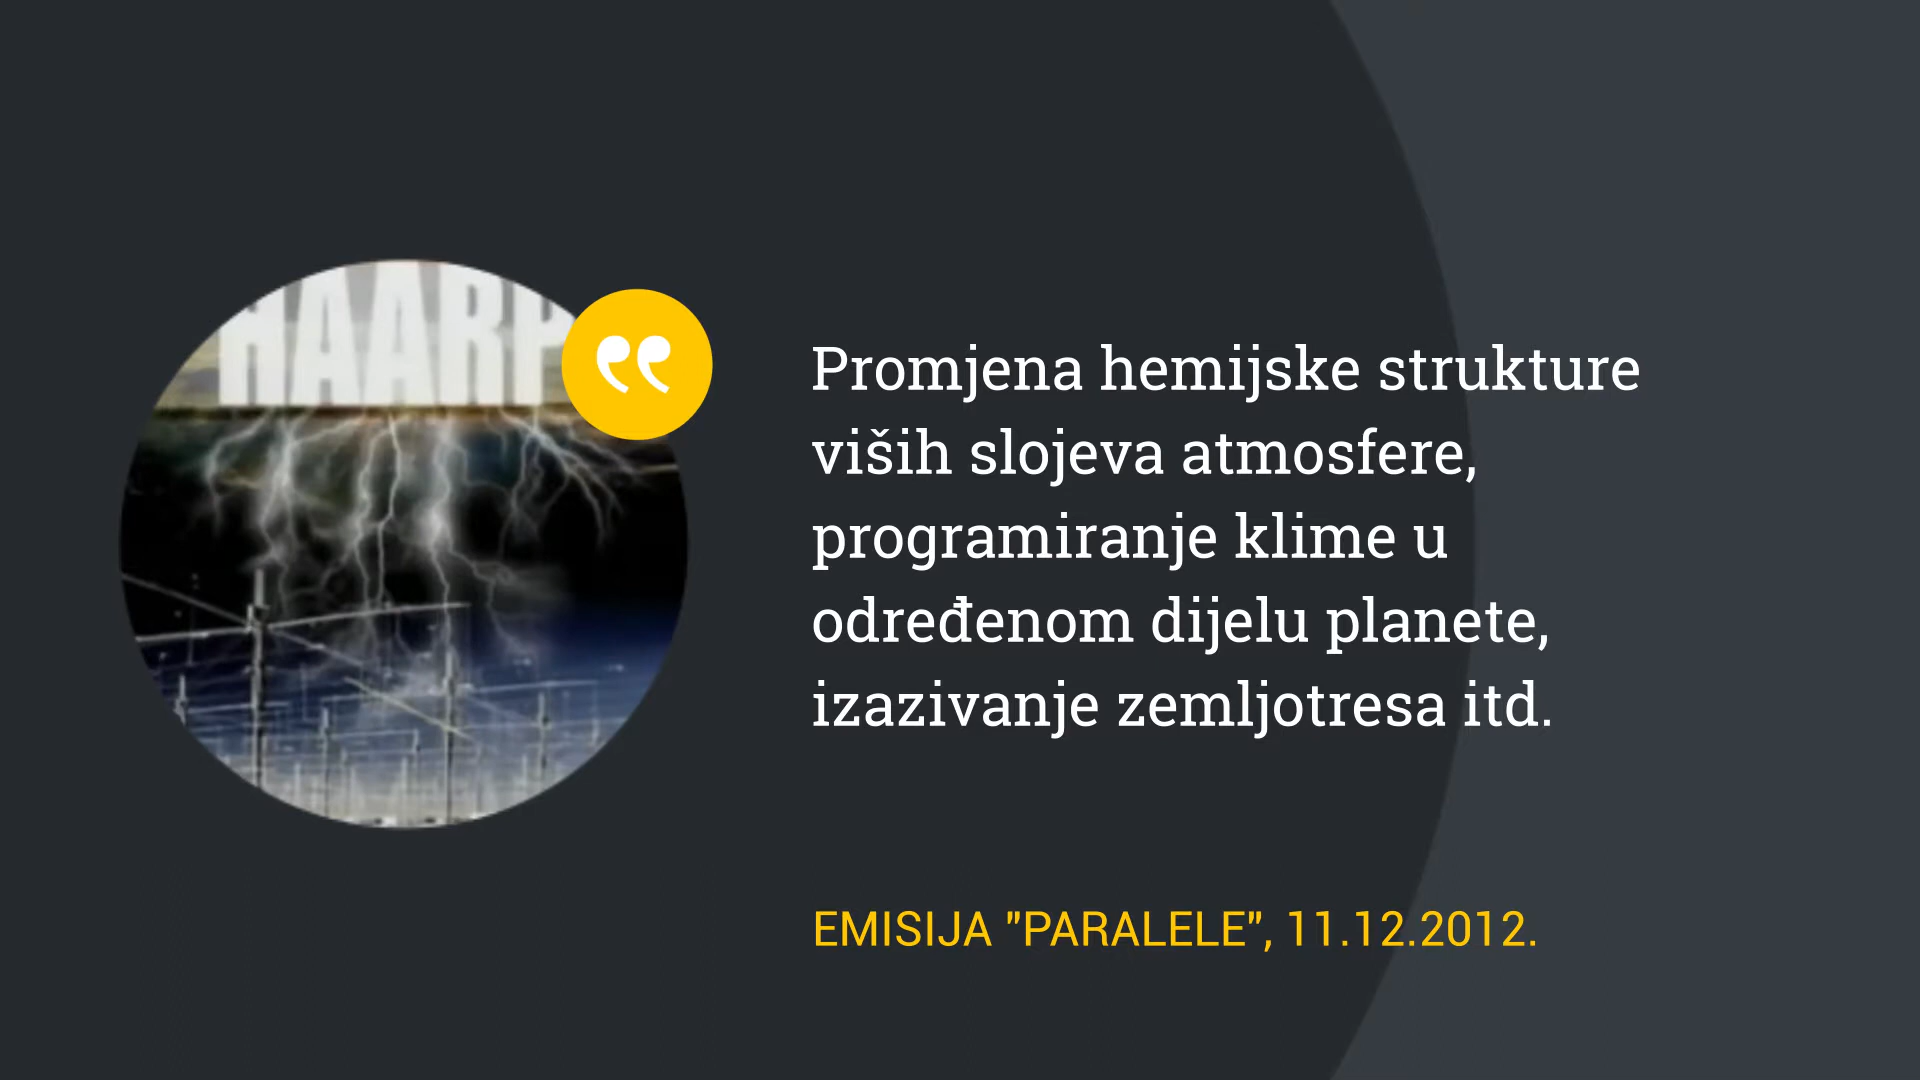 HAARP
Promjena hemijske strukture
viših slojeva atmosfere,
programiranje klime u
određenom dijelu planete,
izazivanje zemljotresa itd.
EMISIJA "PARALELE", 11.12.2012.